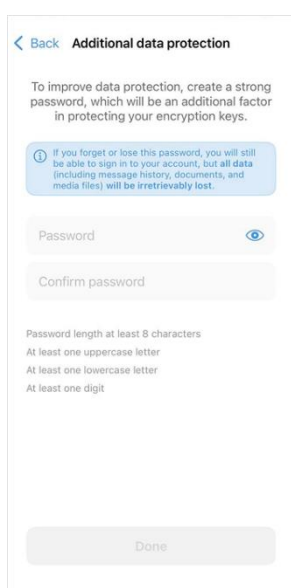 Back Additional data protection
To improve data protection, create a strong
password, which will be an additional factor
in protecting your encryption keys.
If you forget or lose this password, you will still
be able to sign in to your account, but all data
(including message history, documents, and
media files) will be irretrievably lost.
Password
Confirm password
Password length at least 8 characters
At least one uppercase letter
At least one lowercase letter
At least one digit
Done